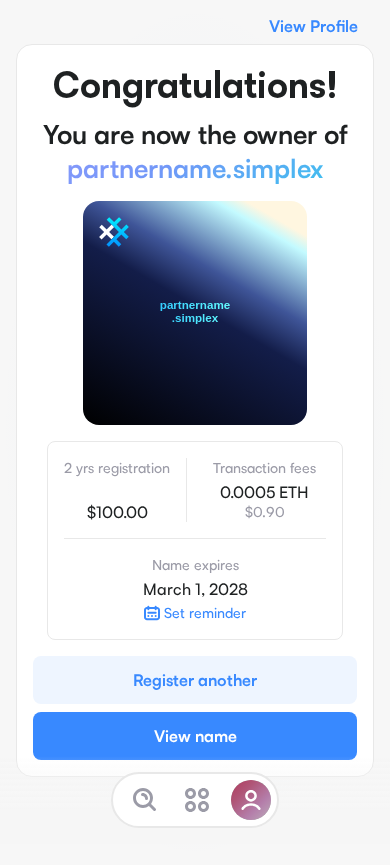 View Profile
Congratulations!
You are now the owner of
partnername.simplex
partnername
.simplex
2 yrs registration
$100.00
Transaction fees
0.0005 ETH
$0.90
Name expires
March 1, 2028
Set reminder
Register another
View name